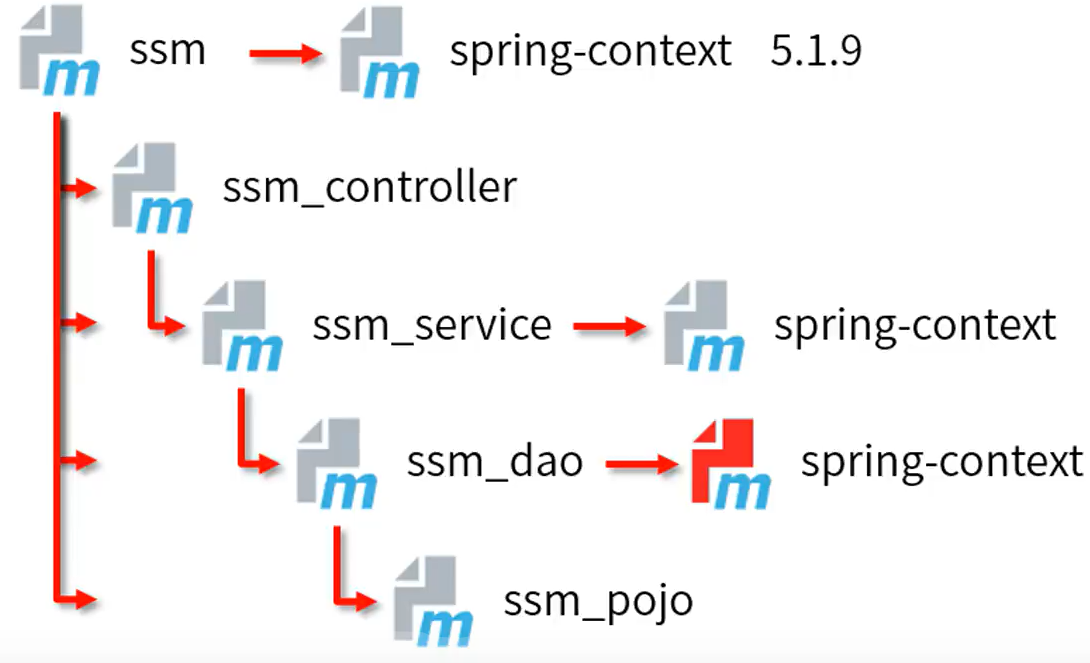 ssm spring-context 5.1.9
ssm_controller
ssm_service spring-context
ssm_dao spring-context
ssm_pojo